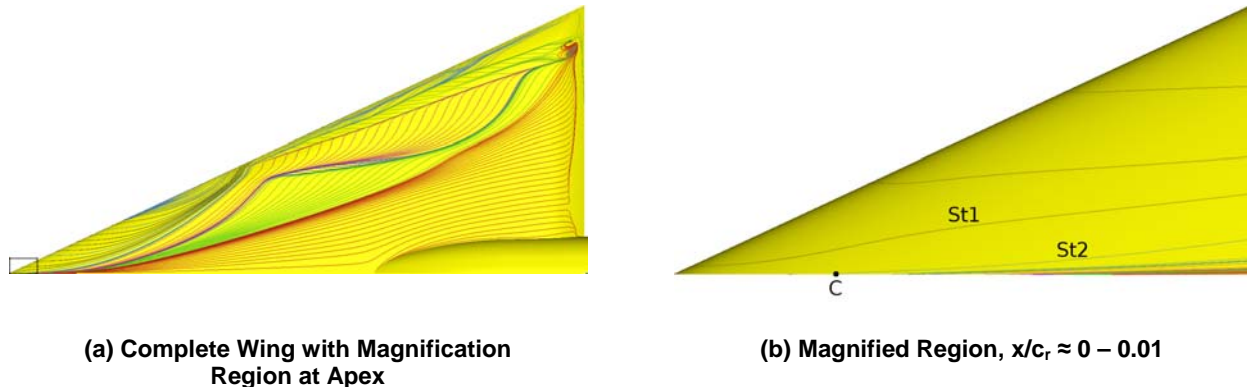 St1
St2
C
(a) Complete Wing with Magnification
Region at Apex
(b) Magnified Region, x/cᵣ ≈ 0 – 0.01